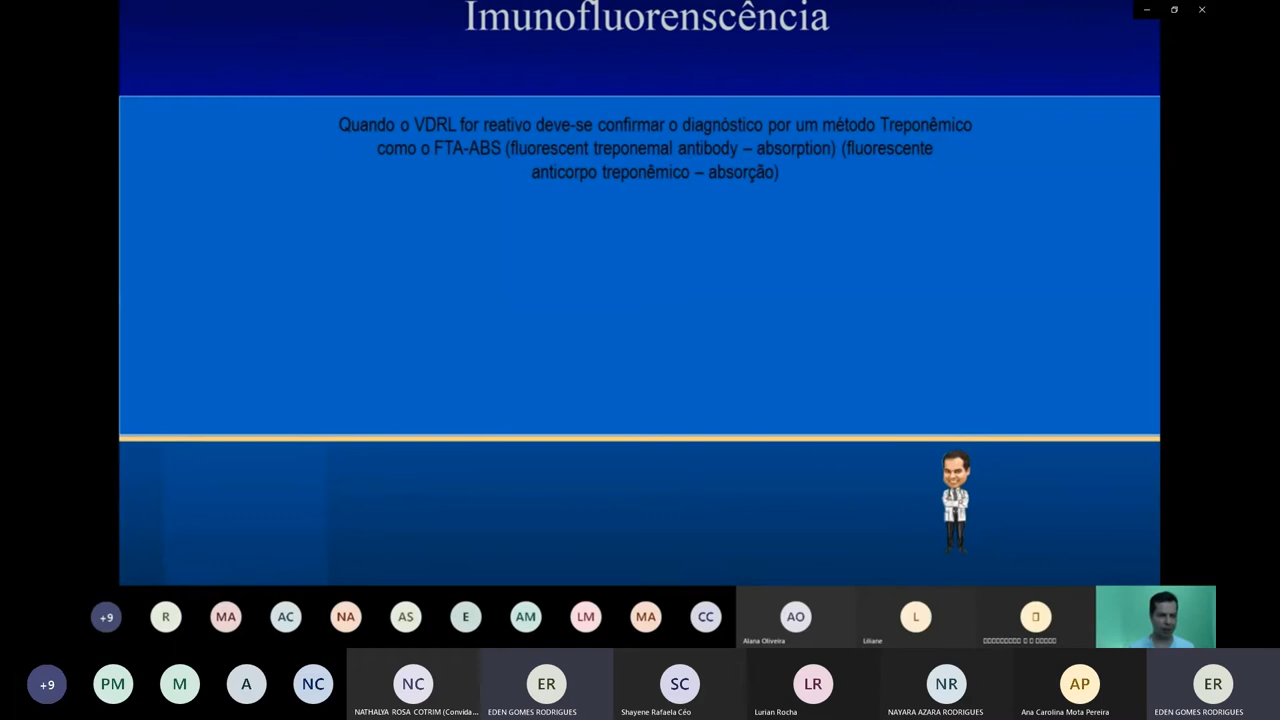 Imunofluorenscência
Quando o VDRL for reativo deve-se confirmar o diagnóstico por um método Treponêmico
como o FTA-ABS (fluorescent treponemal antibody – absorption) (fluorescente
anticorpo treponêmico – absorção)
+9 R MA AC NA AS E AM LM MA CC AO L
Alana Oliveira Liliane
+9 PM M A NC NC ER SC LR NR AP ER
NATHALYA ROSA COTRIM (Convida... EDEN GOMES RODRIGUES Shayene Rafaela Céo Lurian Rocha NAYARA AZARA RODRIGUES Ana Carolina Mota Pereira EDEN GOMES RODRIGUES